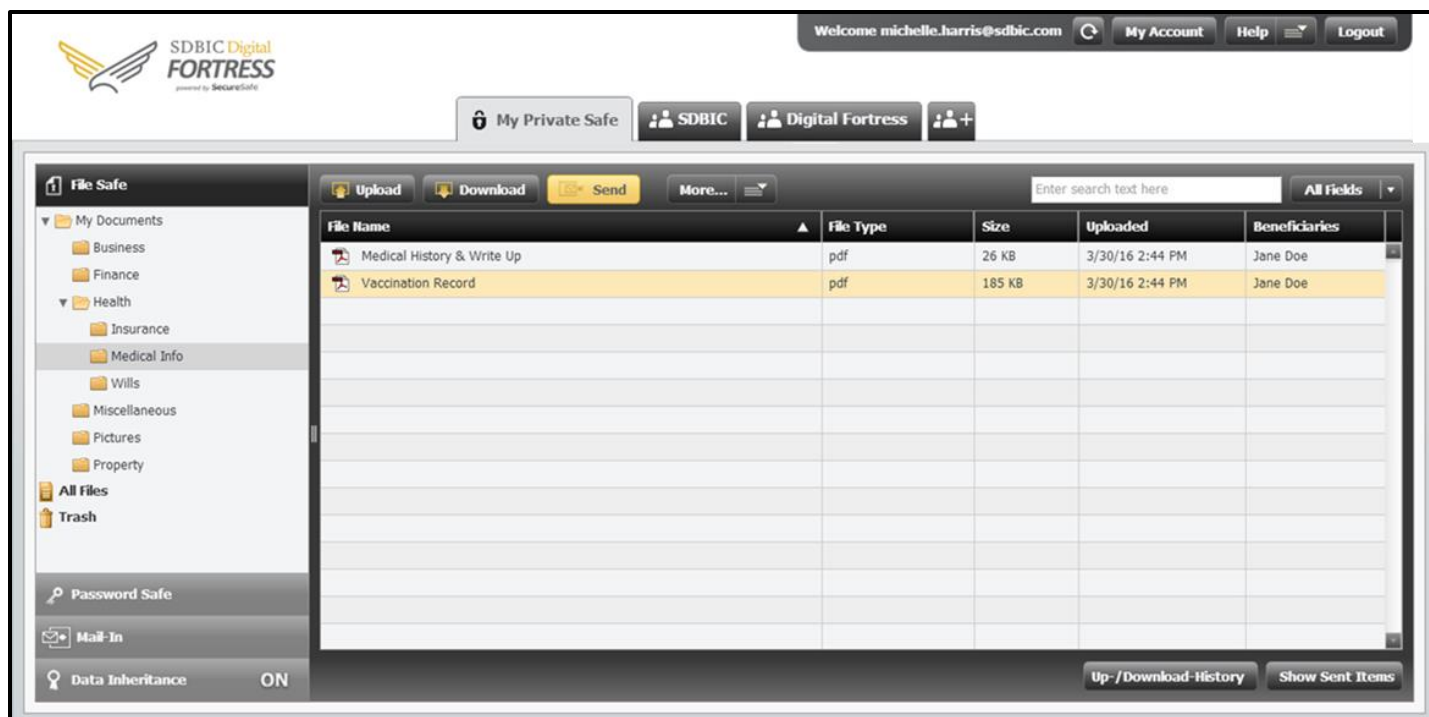 Welcome michelle.harris@sdbic.com My Account Help Logout
SDBIC Digital
FORTRESS
powered by SecureSafe
My Private Safe SDBIC Digital Fortress
File Safe
Upload Download Send More... Enter search text here All Fields
My Documents
Business
Finance
Health
Insurance
Medical Info
Wills
Miscellaneous
Pictures
Property
All Files
Trash
Password Safe
Mail-In
Data Inheritance ON
File Name File Type Size Uploaded Beneficiaries
Medical History & Write Up pdf 26 KB 3/30/16 2:44 PM Jane Doe
Vaccination Record pdf 185 KB 3/30/16 2:44 PM Jane Doe
Up-/Download-History Show Sent Items